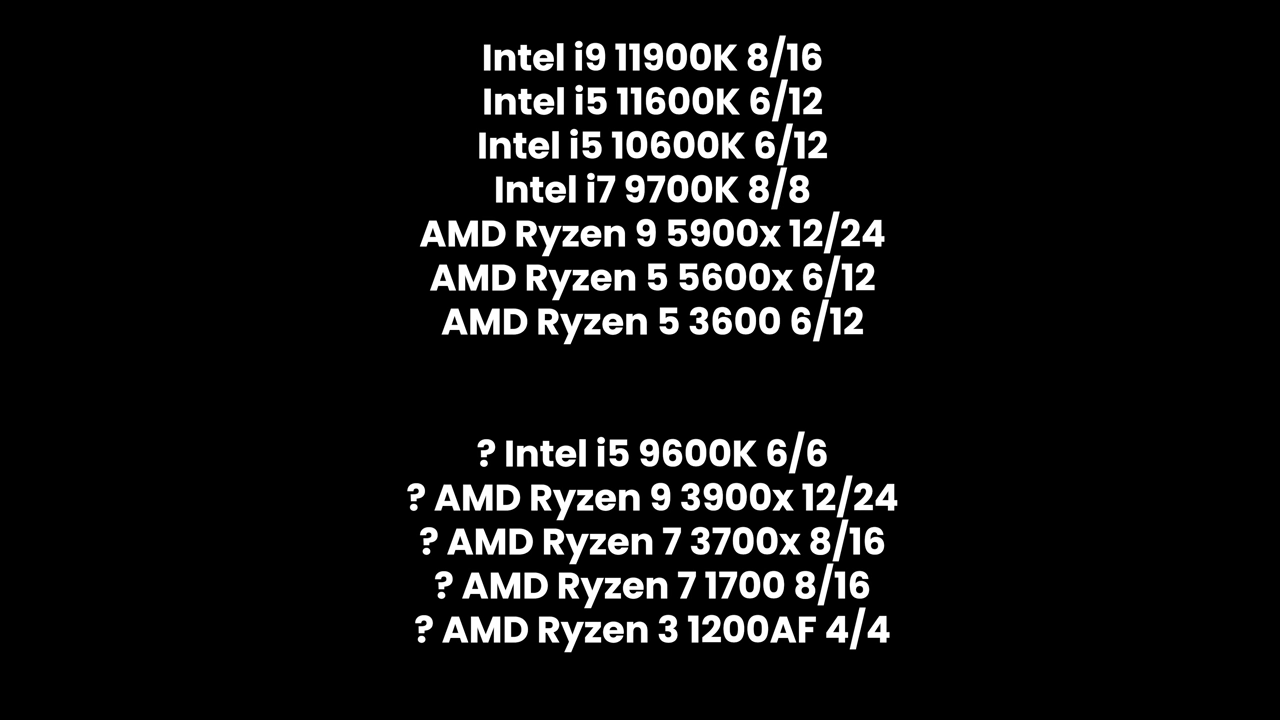 Intel i9 11900K 8/16
Intel i5 11600K 6/12
Intel i5 10600K 6/12
Intel i7 9700K 8/8
AMD Ryzen 9 5900x 12/24
AMD Ryzen 5 5600x 6/12
AMD Ryzen 5 3600 6/12
? Intel i5 9600K 6/6
? AMD Ryzen 9 3900x 12/24
? AMD Ryzen 7 3700x 8/16
? AMD Ryzen 7 1700 8/16
? AMD Ryzen 3 1200AF 4/4